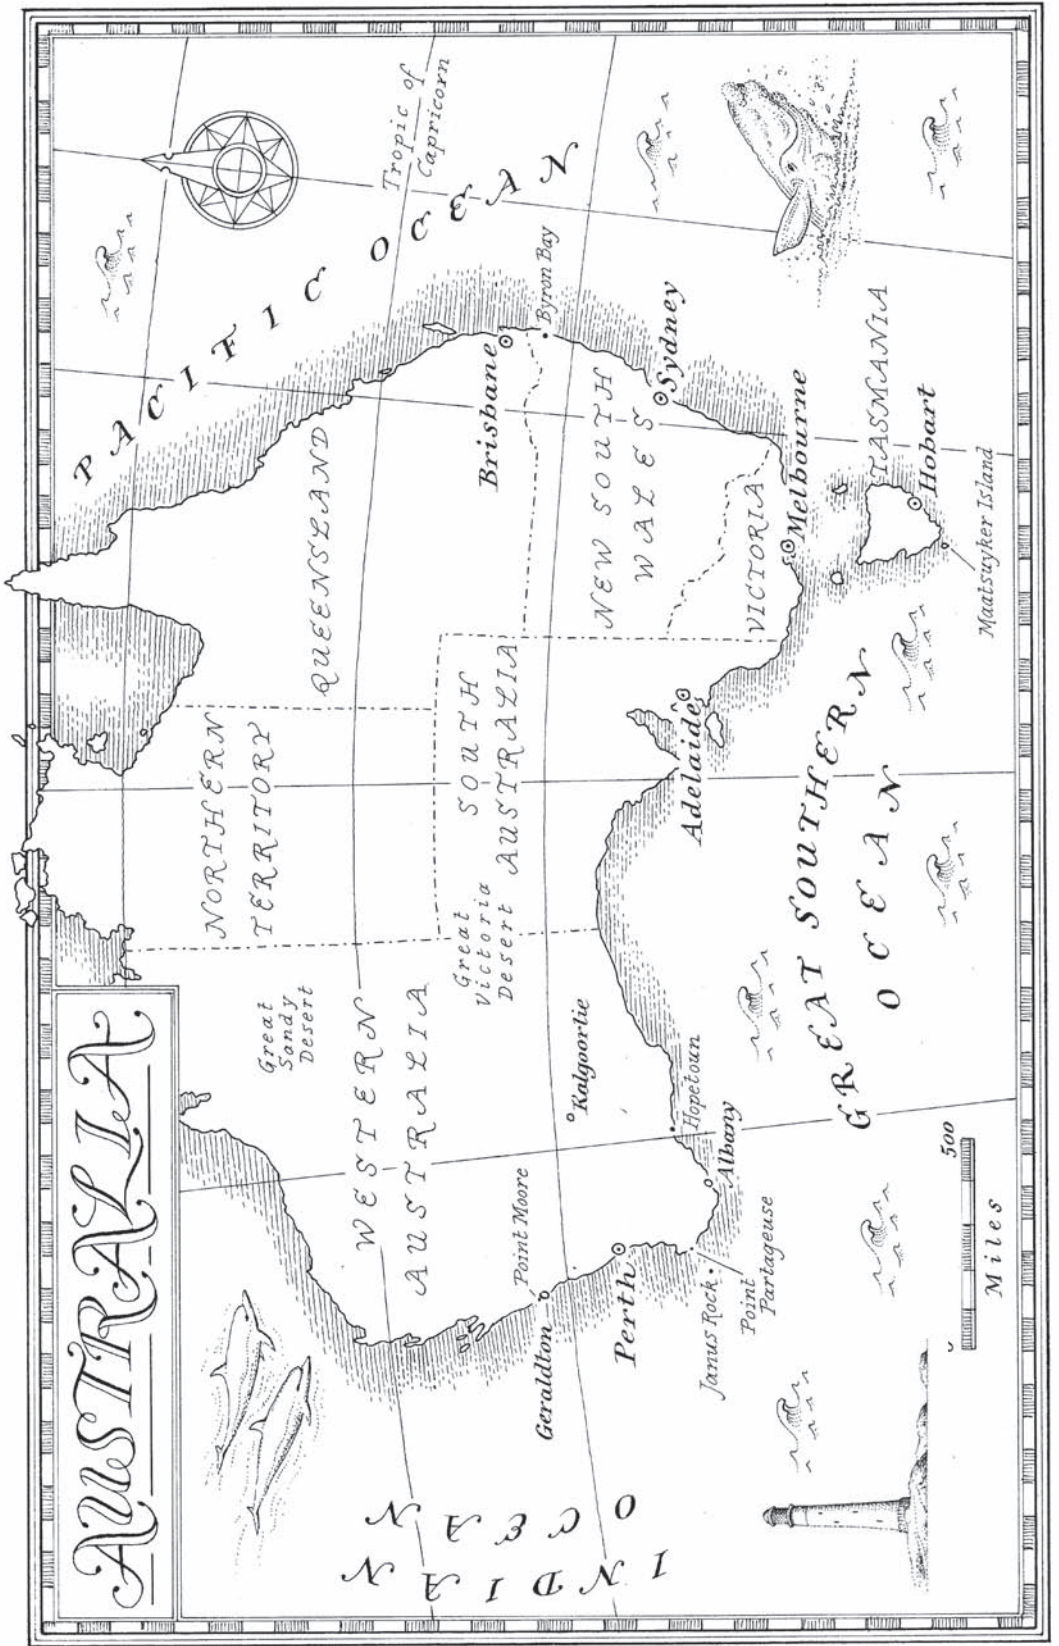 AUSTRALIA
PACIFIC OCEAN
Tropic of
Capricorn
NORTHERN
TERRITORY
QUEENSLAND
Great
Sandy
Desert
WESTERN
AUSTRALIA
Great
Victoria
Desert
SOUTH
AUSTRALIA
Brisbane
Byron Bay
NEW SOUTH
WALES
Sydney
VICTORIA
Melbourne
TASMANIA
Hobart
Maatsuyker Island
Adelaide
Kalgoorlie
Hopetoun
Albany
Point Moore
Geraldton
Perth
Janus Rock
Point
Partageuse
INDIAN
OCEAN
GREAT SOUTHERN
OCEAN
0 500
Miles